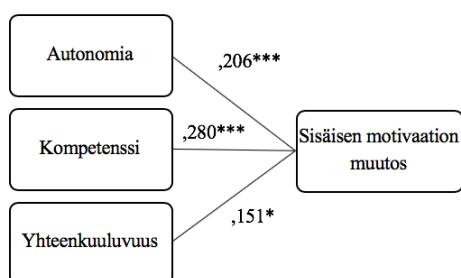 Autonomia
,206***
Kompetenssi
,280***
Sisäisen motivaation
muutos
Yhteenkuuluvuus
,151*